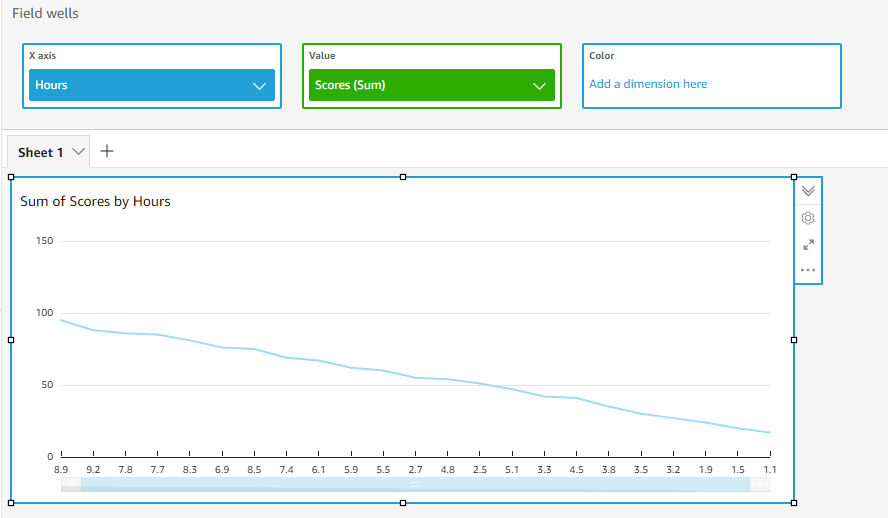 Field wells
X axis
Value
Color
Hours
Scores (Sum)
Add a dimension here
Sheet 1
Sum of Scores by Hours
150
100
50
0
8.9 9.2 7.8 7.7 8.3 6.9 8.5 7.4 6.1 5.9 5.5 2.7 4.8 2.5 5.1 3.3 4.5 3.8 3.5 3.2 1.9 1.5 1.1